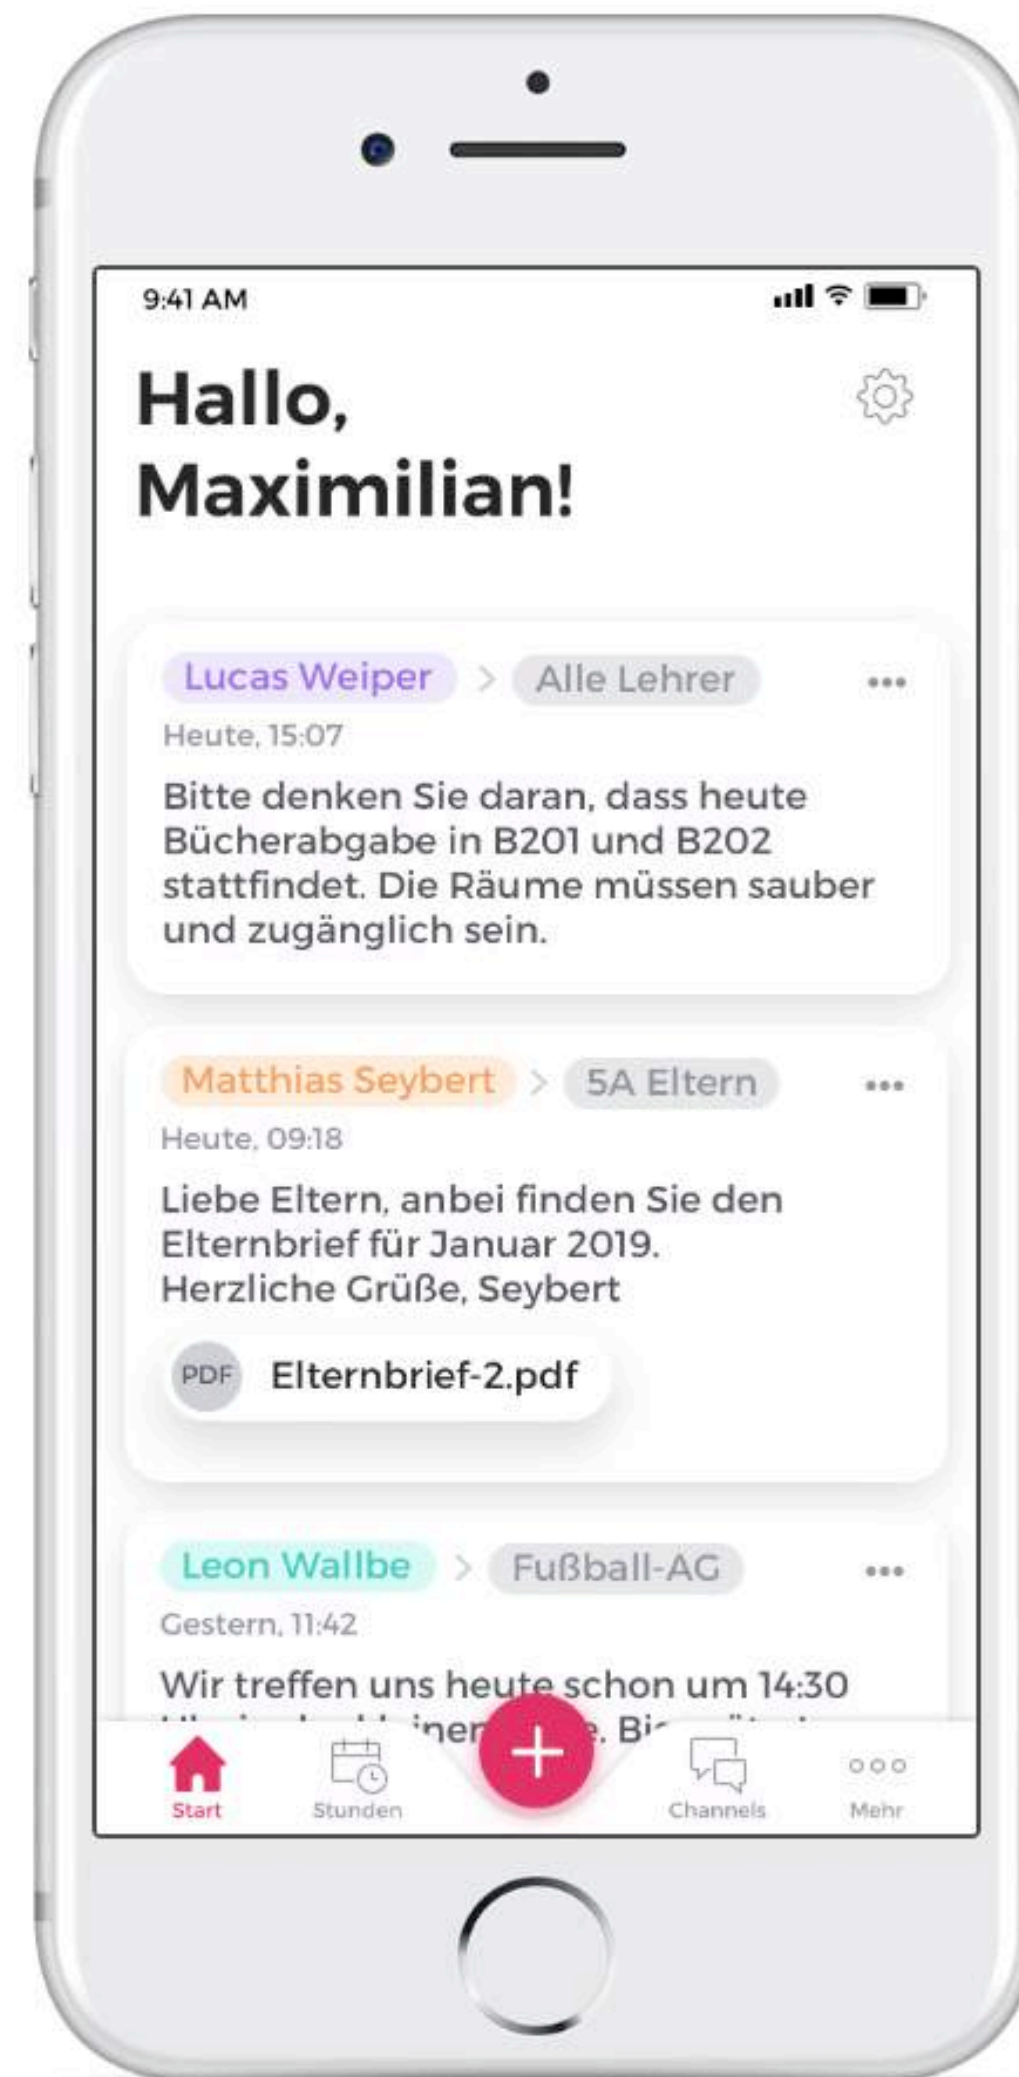 9:41 AM
Hallo,
Maximilian!
Lucas Weiper > Alle Lehrer
Heute, 15:07
Bitte denken Sie daran, dass heute
Bücherabgabe in B201 und B202
stattfindet. Die Räume müssen sauber
und zugänglich sein.
Matthias Seybert > 5A Eltern
Heute, 09:18
Liebe Eltern, anbei finden Sie den
Elternbrief für Januar 2019.
Herzliche Grüße, Seybert
PDF Elternbrief-2.pdf
Leon Wallbe > Fußball-AG
Gestern, 11:42
Wir treffen uns heute schon um 14:30
Start Stunden + Channels Mehr